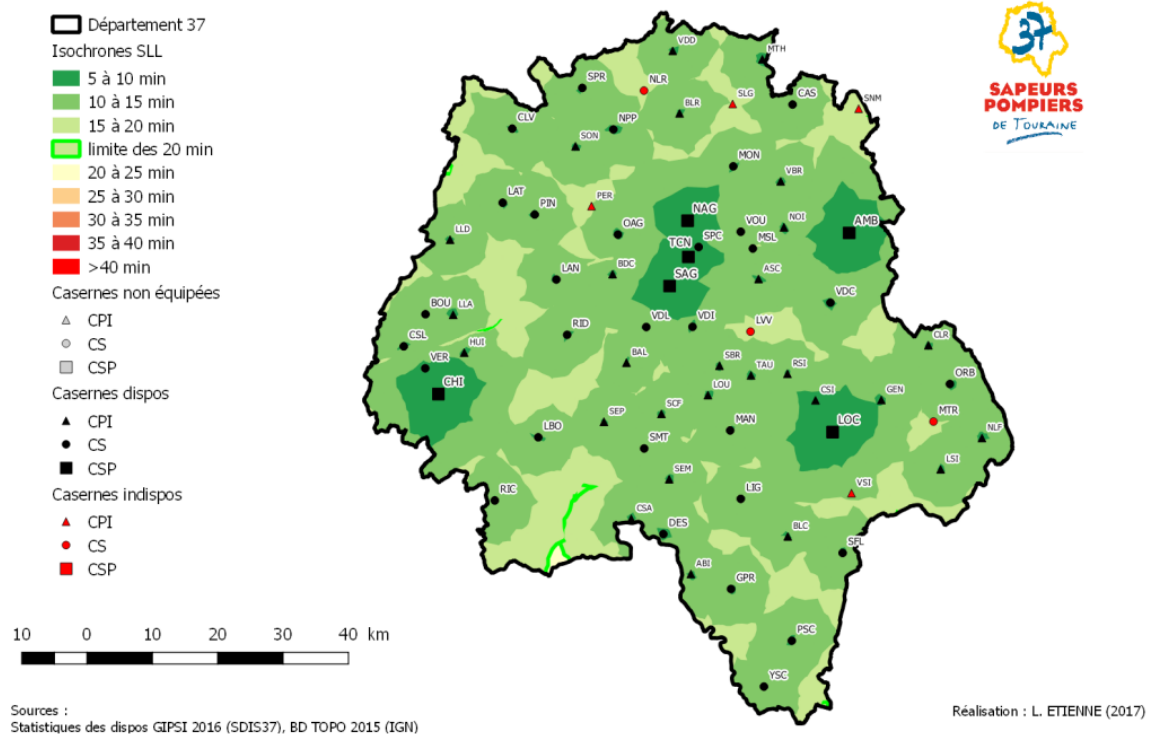 Département 37
Isochrones SLL
5 à 10 min
10 à 15 min
15 à 20 min
limite des 20 min
20 à 25 min
25 à 30 min
30 à 35 min
35 à 40 min
>40 min
Casernes non équipées
CPI
CS
CSP
Casernes dispos
CPI
CS
CSP
Casernes indispos
CPI
CS
CSP
10 0 10 20 30 40 km
Sources :
Statistiques des dispos GIPSI 2016 (SDIS37), BD TOPO 2015 (IGN)
37
SAPEURS
POMPIERS
DE TOURAINE
VDD
MTH
SPR
NLR
SLG
CAS
SNM
BLR
CLV
NPP
SON
MON
VBR
LAT
PIN
PER
NAG
OAG
VOU
NOI
AMB
TCN
SPC
MSL
LLD
LAN
BDC
SAG
ASC
VDC
BOU
LLA
RID
VDL
VDI
LVV
CSL
HUI
CLR
VER
BAL
SBR
TAU
RSI
ORB
CHI
LOU
CSI
GEN
SCF
SEP
MAN
LOC
MTR
LBO
SMT
NLF
LSI
SEM
VSI
RIC
LIG
CSA
DES
BLC
SFL
ABI
GPR
PSC
YSC
Réalisation : L. ETIENNE (2017)